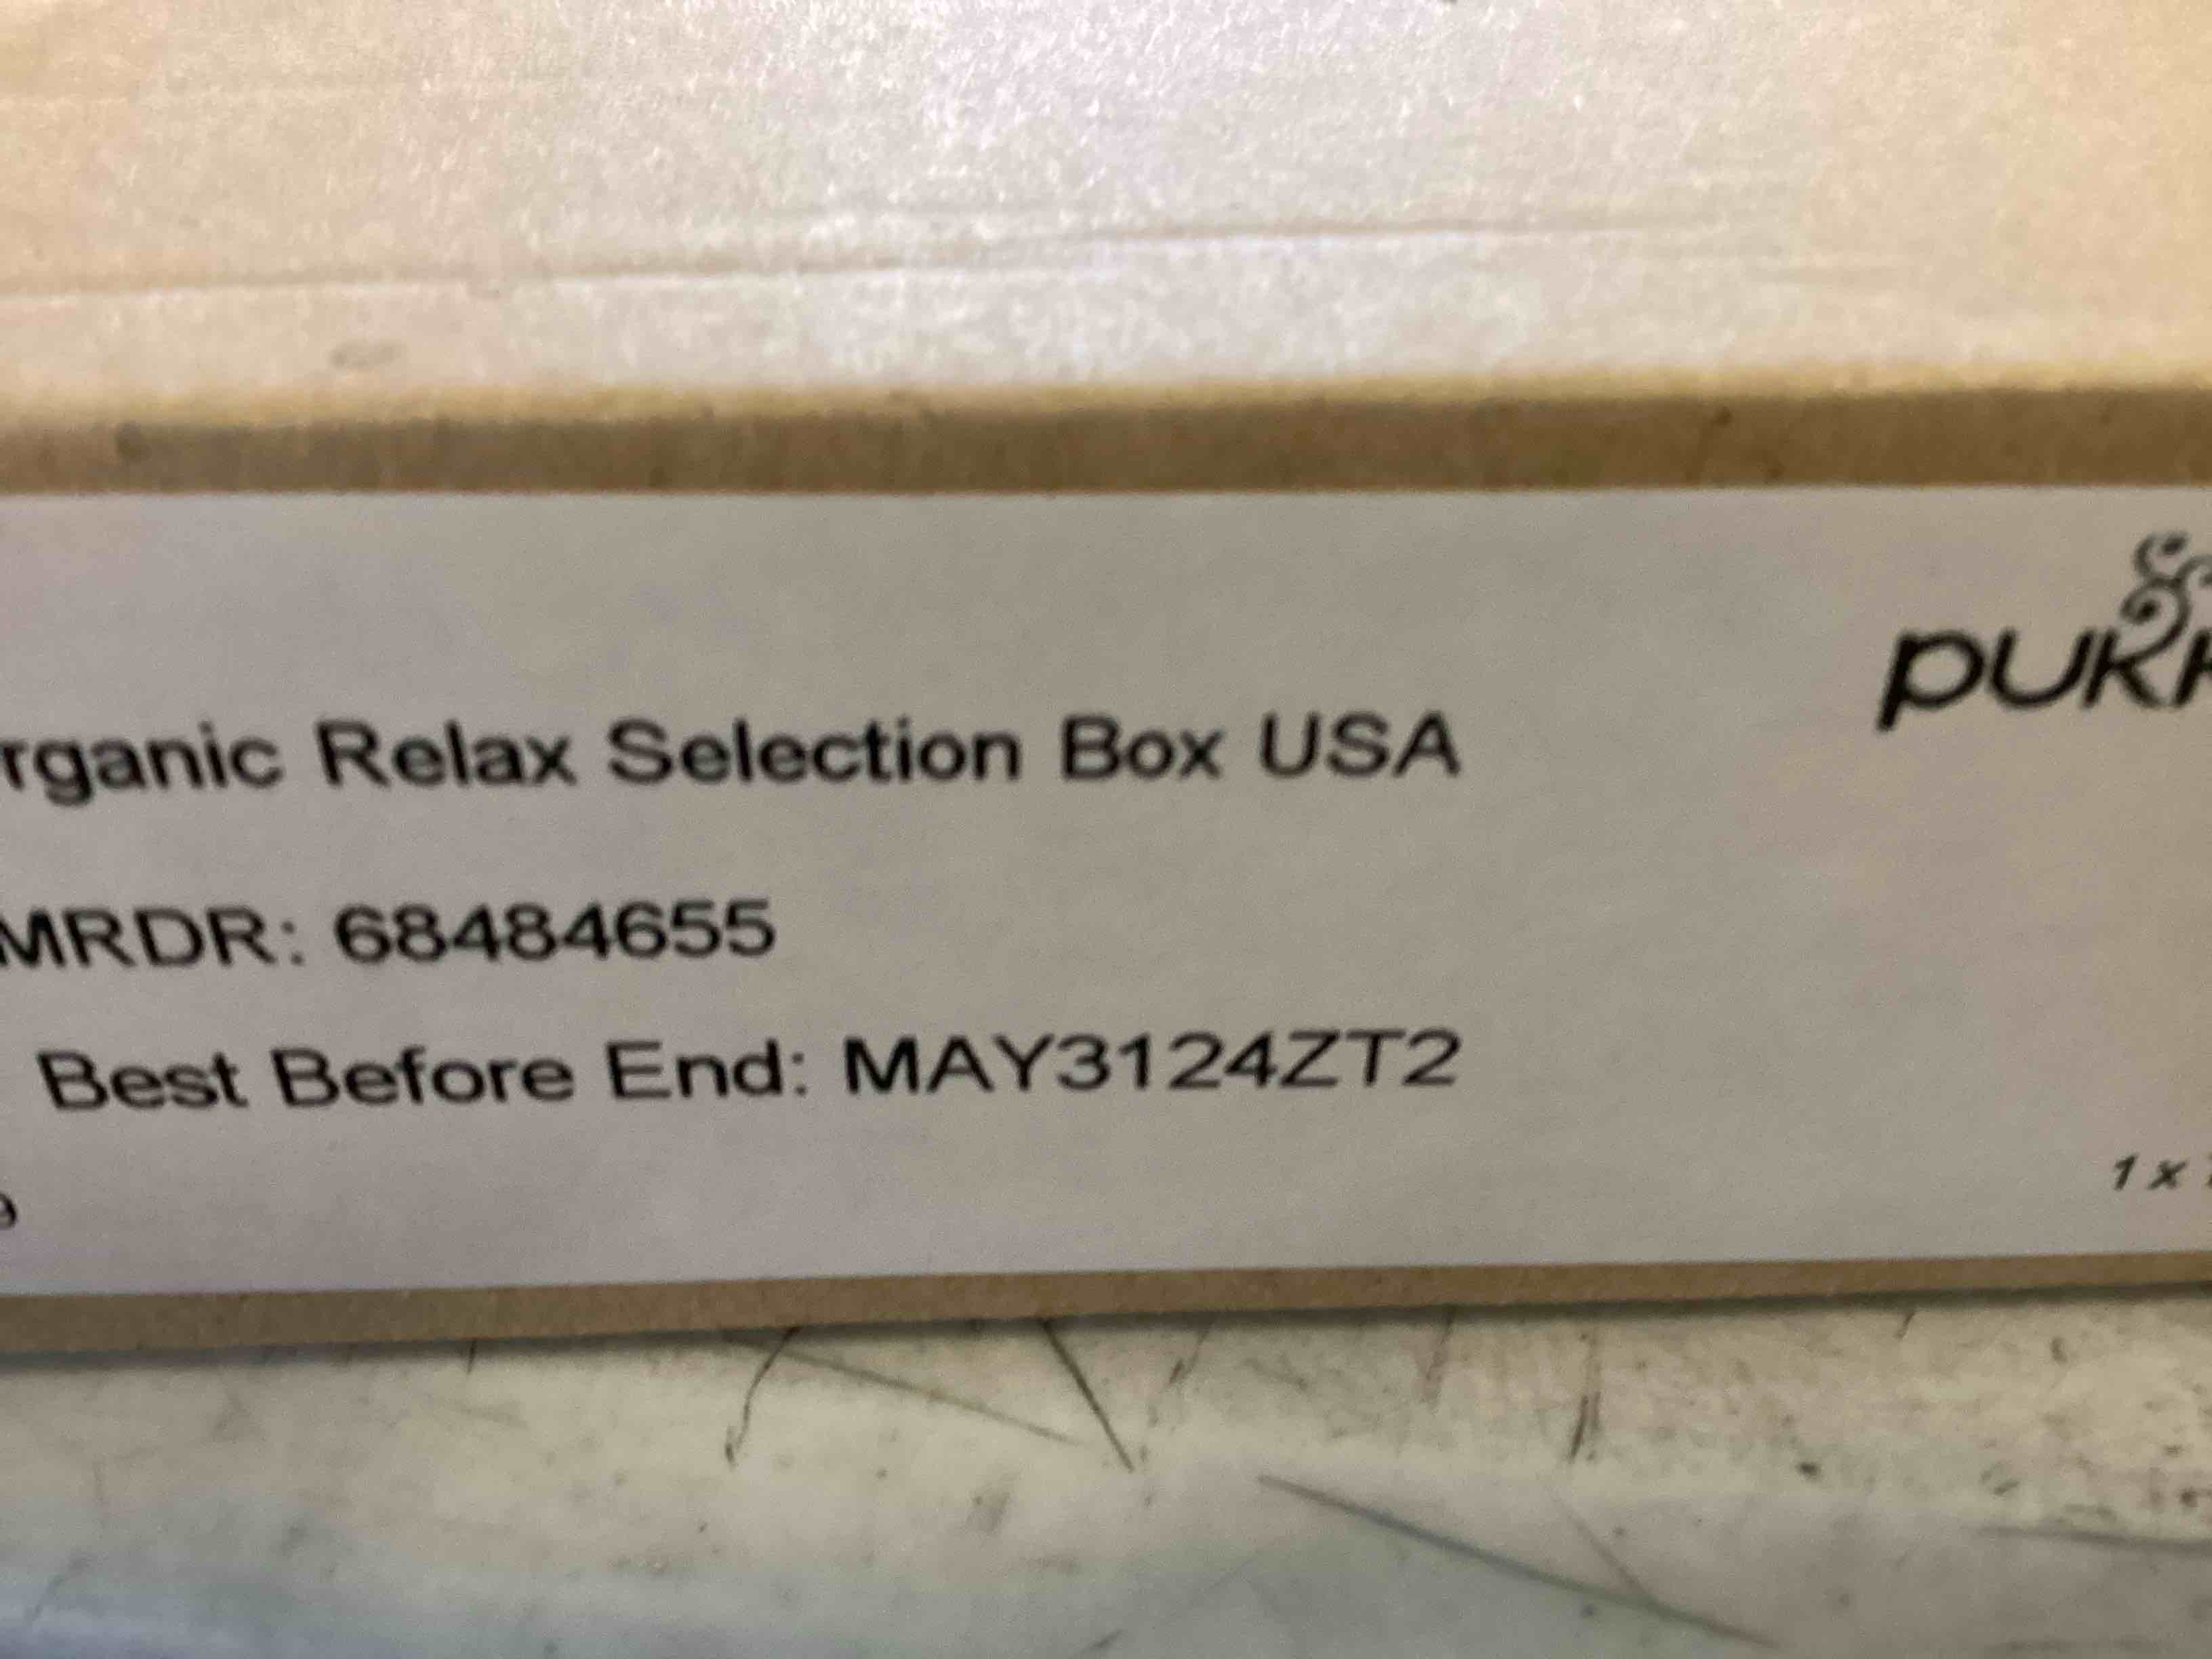 pukk
rganic Relax Selection Box USA
MRDR: 68484655
Best Before End: MAY3124ZT2
1 x